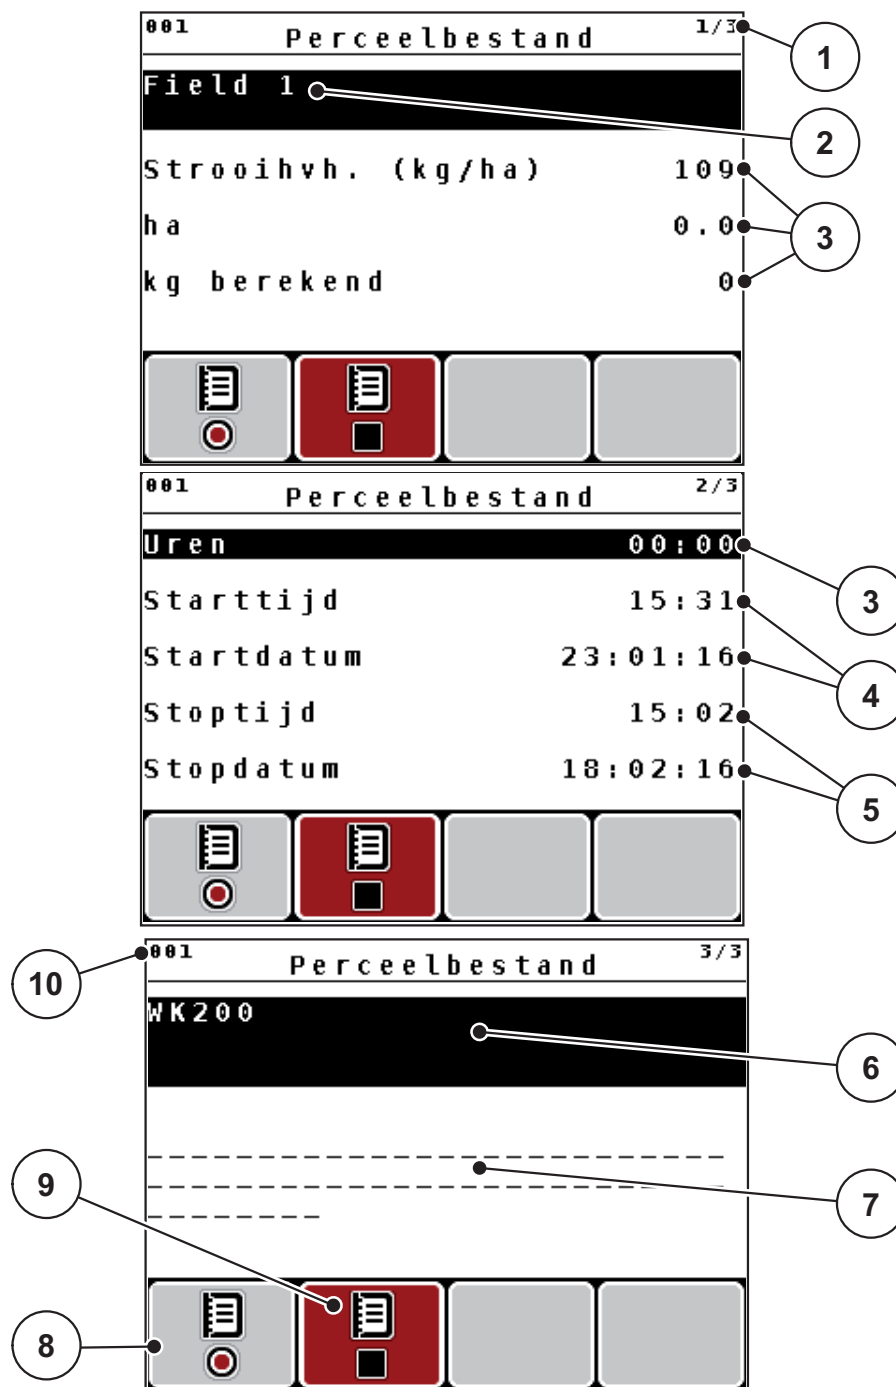 001 Perceelbestand 1/3
1
Field 1
2
Strooihvh. (kg/ha) 109
ha 0.0
3
kg berekend 0
001 Perceelbestand 2/3
Uren 00:00
3
Starttijd 15:31
Startdatum 23:01:16
4
Stoptijd 15:02
Stopdatum 18:02:16
5
10
001 Perceelbestand 3/3
WK200
6
9
7
8